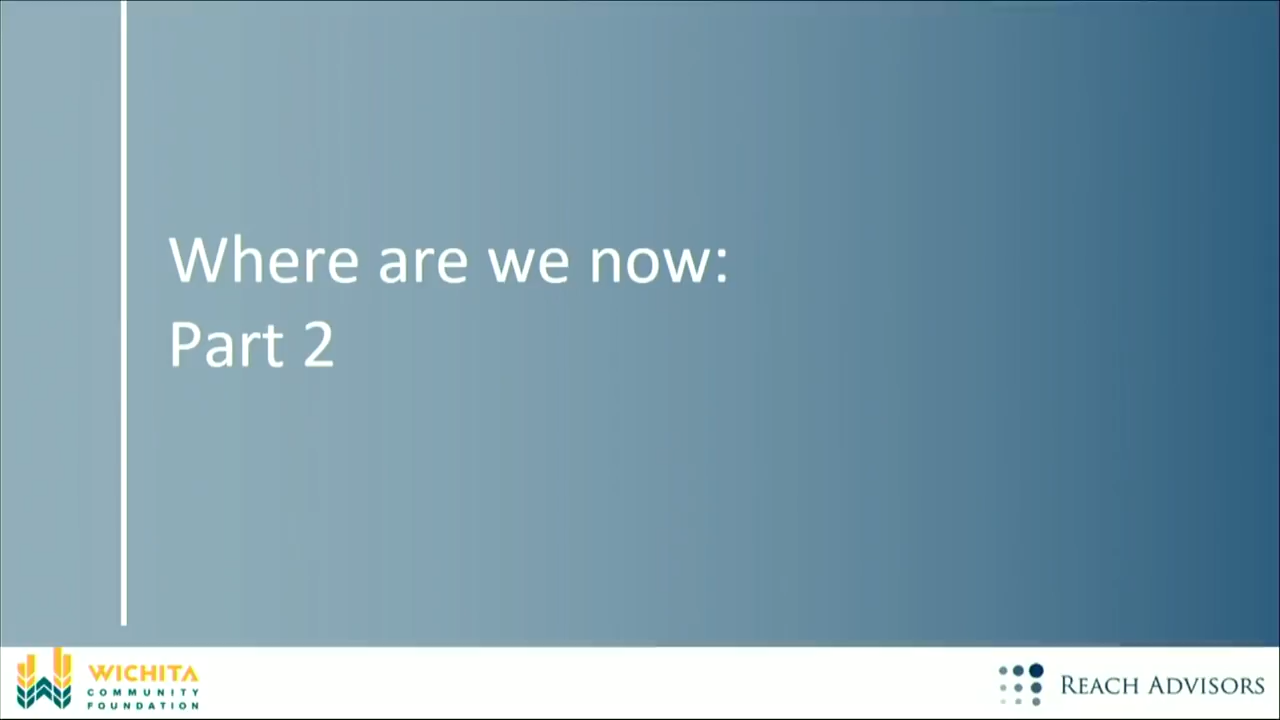 Where are we now:
Part 2
WICHITA
COMMUNITY
FOUNDATION
REACH ADVISORS